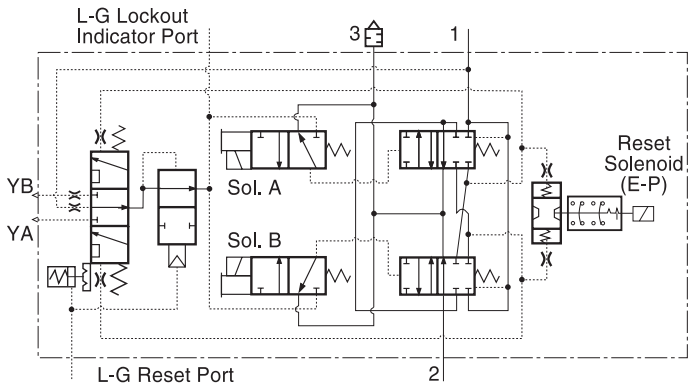 L-G Lockout
Indicator Port
3
1
Reset
Solenoid
(E-P)
YB
YA
Sol. A
Sol. B
L-G Reset Port
2